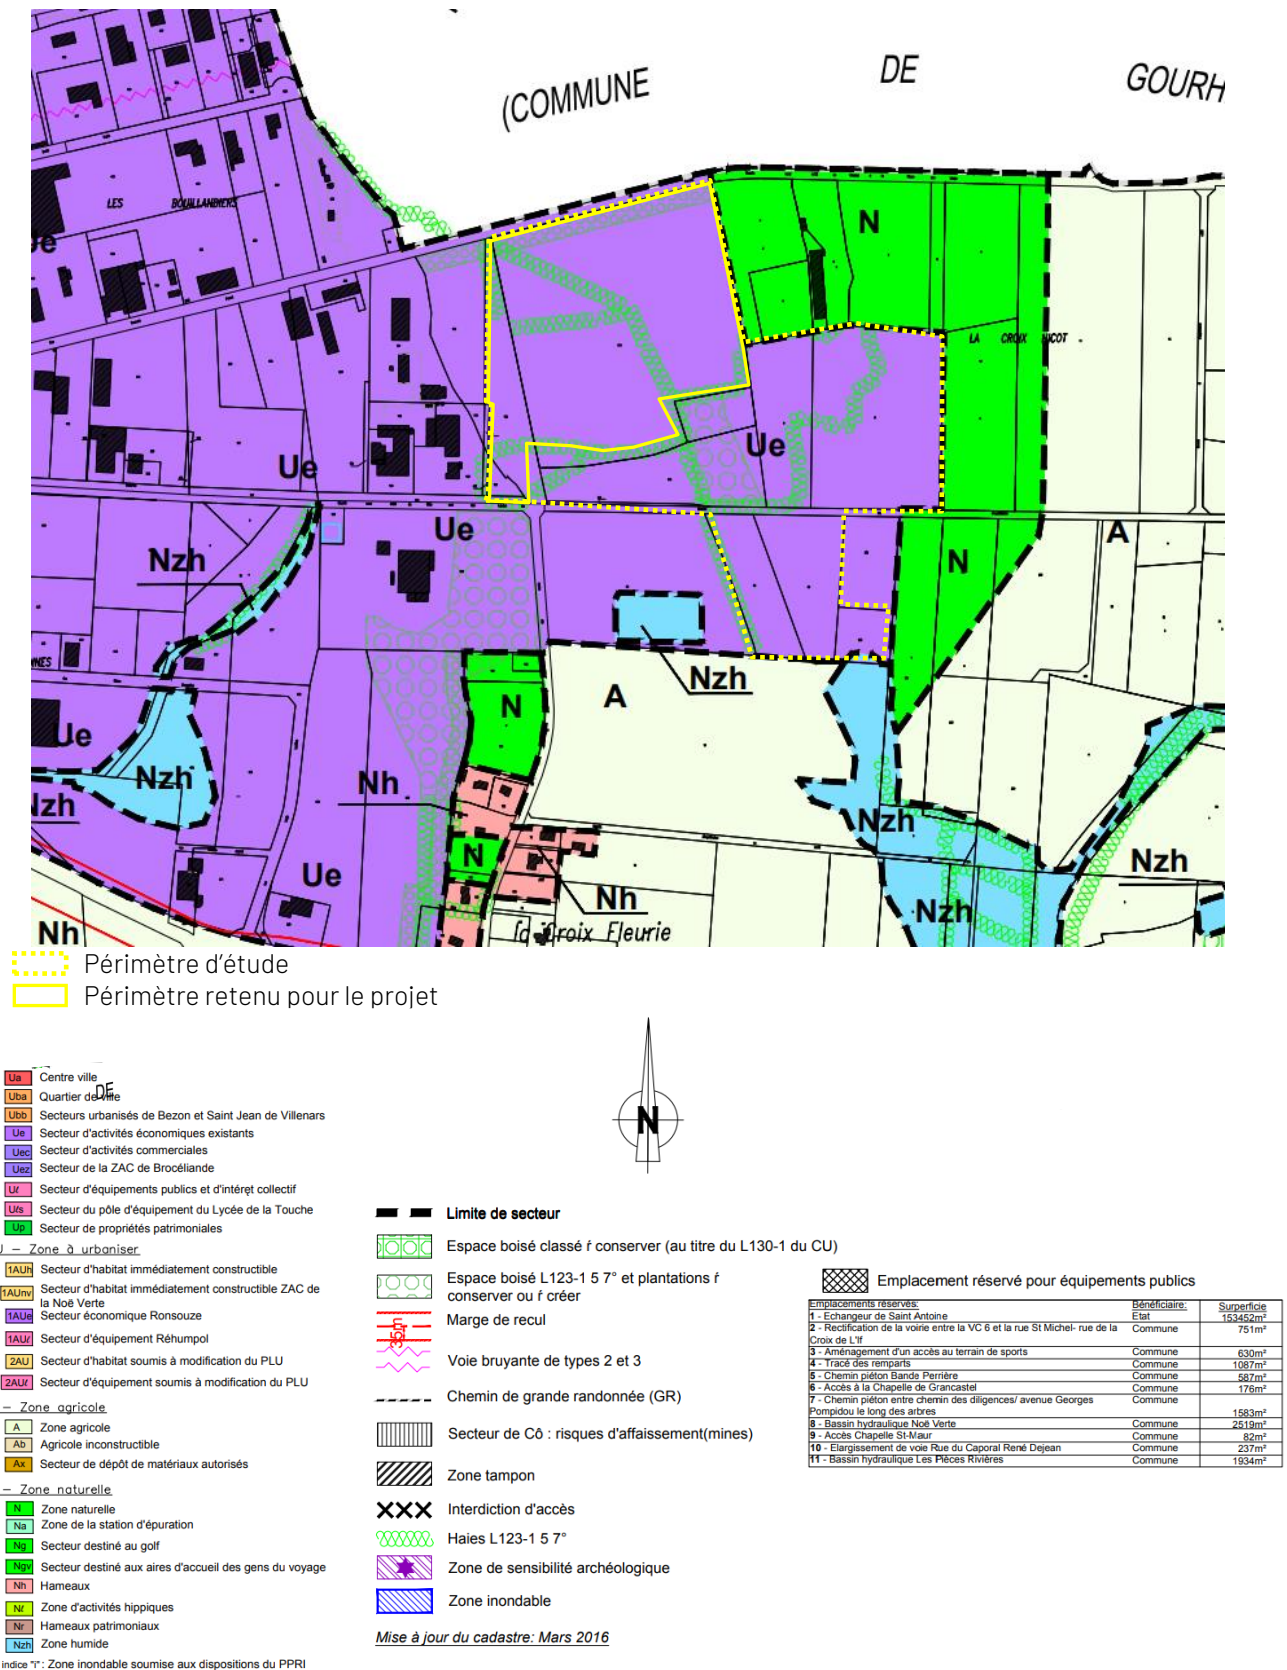 (COMMUNE DE GOURH
LES BOUILLANDIERS
N
LA CROIX
Ue
Ue
Ue
A
Nzh
N
Nzh
N
A
Ue
Nzh
Nh
Nzh
Nzh
N
Nzh
Ue
Nh
Nzh
Nh
la Croix Fleurie
Périmètre d'étude
Périmètre retenu pour le projet
N
Ua Centre ville
DE
Uba Quartier de ville
Ubb Secteurs urbanisés de Bezon et Saint Jean de Villenars
Ue Secteur d'activités économiques existants
Uec Secteur d'activités commerciales
Uez Secteur de la ZAC de Brocéliande
Uℓ Secteur d'équipements publics et d'intéręt collectif
Uℓs Secteur du pôle d'équipement du Lycée de la Touche
Up Secteur de propriétés patrimoniales
U – Zone à urbaniser
1AUh Secteur d'habitat immédiatement constructible
1AUnv Secteur d'habitat immédiatement constructible ZAC de
la Noë Verte
1AUe Secteur économique Ronsouze
1AUℓ Secteur d'équipement Réhumpol
2AU Secteur d'habitat soumis à modification du PLU
2AUℓ Secteur d'équipement soumis à modification du PLU
– Zone agricole
A Zone agricole
Ab Agricole inconstructible
Ax Secteur de dépôt de matériaux autorisés
– Zone naturelle
N Zone naturelle
Na Zone de la station d'épuration
Ng Secteur destiné au golf
Ngv Secteur destiné aux aires d'accueil des gens du voyage
Nh Hameaux
Nℓ Zone d'activités hippiques
Nr Hameaux patrimoniaux
Nzh Zone humide
indice "i": Zone inondable soumise aux dispositions du PPRI
Limite de secteur
Espace boisé classé ŕ conserver (au titre du L130-1 du CU)
Espace boisé L123-1 5 7° et plantations ŕ
conserver ou ŕ créer
35m Marge de recul
Voie bruyante de types 2 et 3
Chemin de grande randonnée (GR)
Secteur de Cô : risques d'affaissement(mines)
Zone tampon
Interdiction d'accès
Haies L123-1 5 7°
Zone de sensibilité archéologique
Zone inondable
Mise à jour du cadastre: Mars 2016
Emplacement réservé pour équipements publics
Emplacements réservés: Bénéficiaire: Surperficie
1 - Echangeur de Saint Antoine Etat 153452m²
2 - Rectification de la voirie entre la VC 6 et la rue St Michel- rue de la Commune 751m²
Croix de L'If
3 - Aménagement d'un accès au terrain de sports Commune 630m²
4 - Tracé des remparts Commune 1087m²
5 - Chemin piéton Bande Perrière Commune 587m²
6 - Accès à la Chapelle de Grancastel Commune 176m²
7 - Chemin piéton entre chemin des diligences/ avenue Georges Commune
Pompidou le long des arbres 1583m²
8 - Bassin hydraulique Noë Verte Commune 2519m²
9 - Accès Chapelle St-Maur Commune 82m²
10 - Elargissement de voie Rue du Caporal René Dejean Commune 237m²
11 - Bassin hydraulique Les Pièces Rivières Commune 1934m²